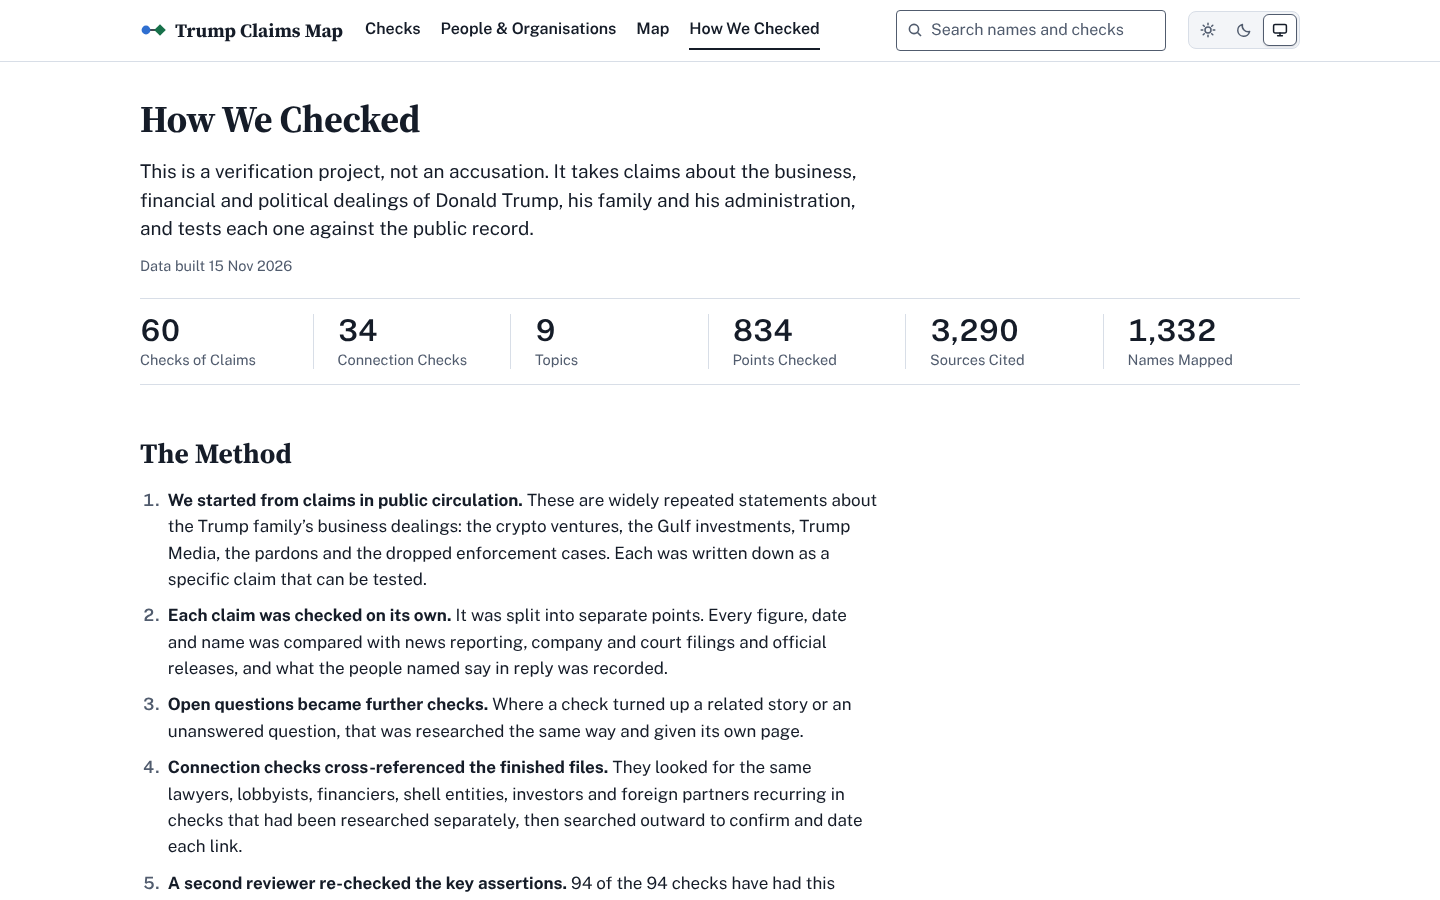 Trump Claims Map
Checks
People & Organisations
Map
How We Checked
Search names and checks
How We Checked
This is a verification project, not an accusation. It takes claims about the business,
financial and political dealings of Donald Trump, his family and his administration,
and tests each one against the public record.
Data built 15 Nov 2026
60
Checks of Claims
34
Connection Checks
9
Topics
834
Points Checked
3,290
Sources Cited
1,332
Names Mapped
The Method
1. We started from claims in public circulation. These are widely repeated statements about
the Trump family’s business dealings: the crypto ventures, the Gulf investments, Trump
Media, the pardons and the dropped enforcement cases. Each was written down as a
specific claim that can be tested.
2. Each claim was checked on its own. It was split into separate points. Every figure, date
and name was compared with news reporting, company and court filings and official
releases, and what the people named say in reply was recorded.
3. Open questions became further checks. Where a check turned up a related story or an
unanswered question, that was researched the same way and given its own page.
4. Connection checks cross-referenced the finished files. They looked for the same
lawyers, lobbyists, financiers, shell entities, investors and foreign partners recurring in
checks that had been researched separately, then searched outward to confirm and date
each link.
5. A second reviewer re-checked the key assertions. 94 of the 94 checks have had this